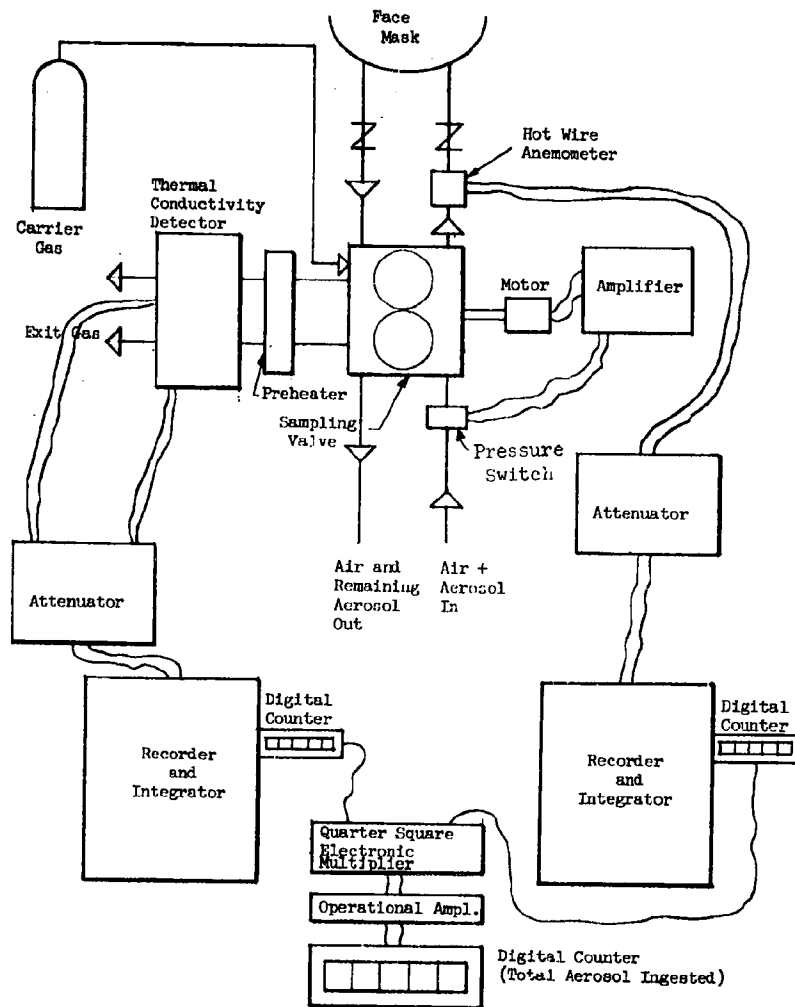 Face
Mask
Hot Wire
Anemometer
Thermal
Conductivity
Detector
Carrier
Gas
Motor
Amplifier
Exit Gas
Preheater
Sampling
Valve
Pressure
Switch
Attenuator
Air and
Remaining
Aerosol
Out
Air +
Aerosol
In
Attenuator
Digital
Counter
Digital
Counter
Recorder
and
Integrator
Recorder
and
Integrator
Quarter Square
Electronic
Multiplier
Operational Ampl.
Digital Counter
(Total Aerosol Ingested)